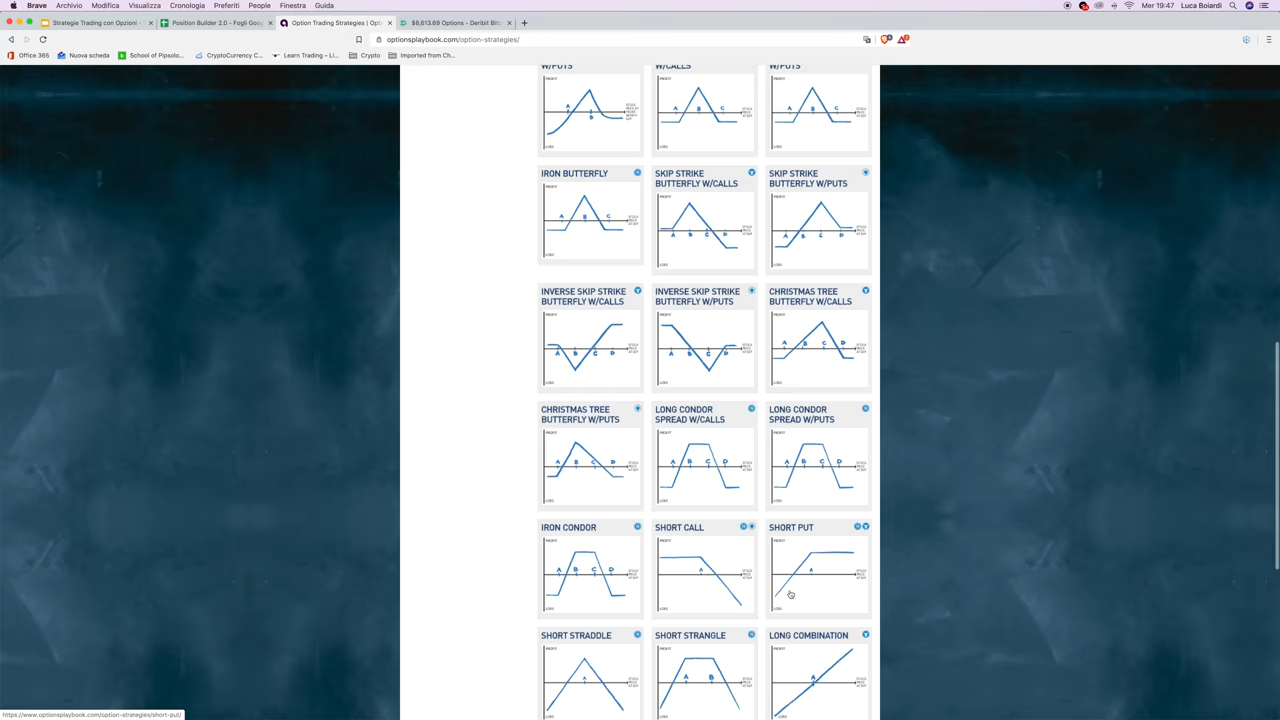 Brave Archivio Modifica Visualizza Cronologia Preferiti People Finestra Guida Mer 19:47 Luca Boiardi
Strategie Trading con Opzioni
Position Builder 2.0 - Fogli Goog
Option Trading Strategies | Opti
$8,613.69 Options - Deribit Bitc
optionsplaybook.com/option-strategies/
Office 365 Nuova scheda School of Pipsolo... CryptoCurrency C... Learn Trading – Li... Crypto Imported from Ch...
W/PUTS
W/CALLS
W/PUTS
IRON BUTTERFLY
SKIP STRIKE
BUTTERFLY W/CALLS
SKIP STRIKE
BUTTERFLY W/PUTS
INVERSE SKIP STRIKE
BUTTERFLY W/CALLS
INVERSE SKIP STRIKE
BUTTERFLY W/PUTS
CHRISTMAS TREE
BUTTERFLY W/CALLS
CHRISTMAS TREE
BUTTERFLY W/PUTS
LONG CONDOR
SPREAD W/CALLS
LONG CONDOR
SPREAD W/PUTS
IRON CONDOR
SHORT CALL
SHORT PUT
SHORT STRADDLE
SHORT STRANGLE
LONG COMBINATION
https://www.optionsplaybook.com/option-strategies/short-put/